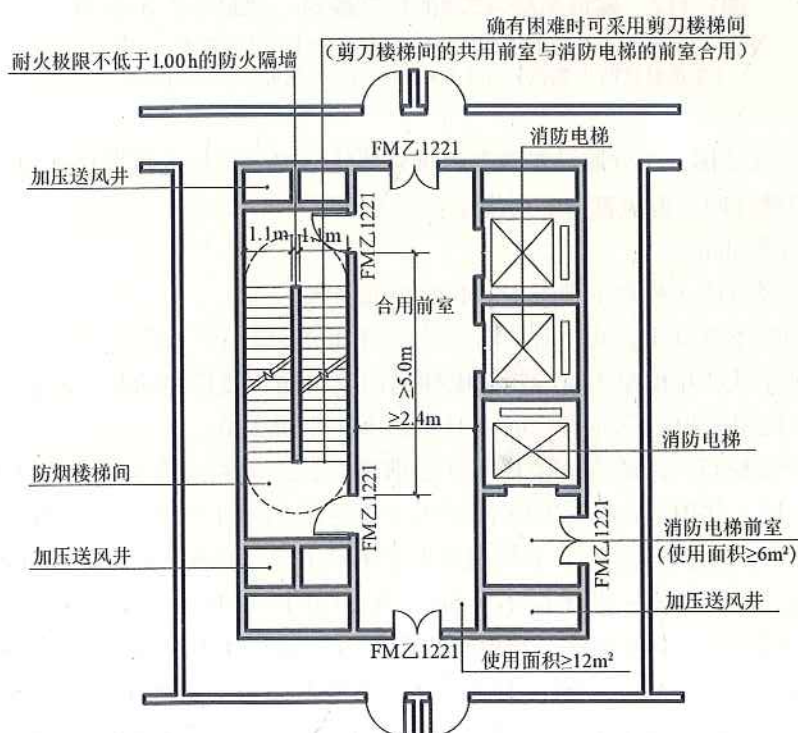 确有困难时可采用剪刀楼梯间
(剪刀楼梯间的共用前室与消防电梯的前室合用)
耐火极限不低于1.00h的防火隔墙
消防电梯
FM乙1221
加压送风井
FM乙1221
1.1m
1.1m
合用前室
≥5.0m
≥2.4m
消防电梯
防烟楼梯间
FM乙1221
FM乙1221
消防电梯前室
(使用面积≥6m²)
加压送风井
加压送风井
FM乙1221
使用面积≥12m²